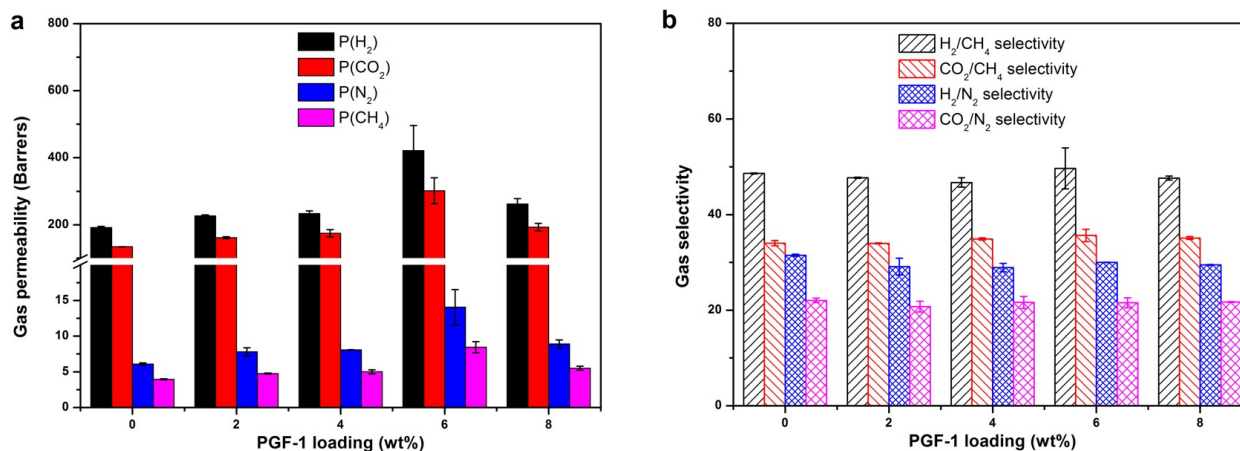 a
800
600
400
200
15
10
5
0
Gas permeability (Barrers)
P(H₂)
P(CO₂)
P(N₂)
P(CH₄)
0 2 4 6 8
PGF-1 loading (wt%)
b
80
60
40
20
0
Gas selectivity
H₂/CH₄ selectivity
CO₂/CH₄ selectivity
H₂/N₂ selectivity
CO₂/N₂ selectivity
0 2 4 6 8
PGF-1 loading (wt%)